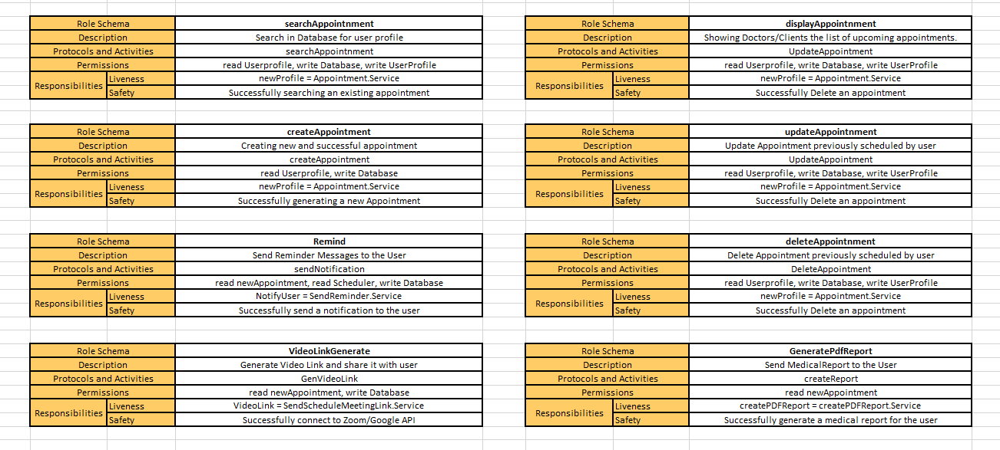 Role Schema searchAppointnment
Description Search in Database for user profile
Protocols and Activities searchAppointnment
Permissions read Userprofile, write Database, write UserProfile
Responsibilities Liveness newProfile = Appointment.Service
Safety Successfully searching an existing appointment
Role Schema displayAppointnment
Description Showing Doctors/Clients the list of upcoming appointments.
Protocols and Activities UpdateAppointment
Permissions read Userprofile, write Database, write UserProfile
Responsibilities Liveness newProfile = Appointment.Service
Safety Successfully Delete an appointment
Role Schema createAppointment
Description Creating new and successful appointment
Protocols and Activities createAppointment
Permissions read Userprofile, write Database
Responsibilities Liveness newProfile = Appointment.Service
Safety Successfully generating a new Appointment
Role Schema updateAppointnment
Description Update Appointment previously scheduled by user
Protocols and Activities UpdateAppointment
Permissions read Userprofile, write Database, write UserProfile
Responsibilities Liveness newProfile = Appointment.Service
Safety Successfully Delete an appointment
Role Schema Remind
Description Send Reminder Messages to the User
Protocols and Activities sendNotification
Permissions read newAppointment, read Scheduler, write Database
Responsibilities Liveness NotifyUser = SendReminder.Service
Safety Successfully send a notification to the user
Role Schema deleteAppointnment
Description Delete Appointment previously scheduled by user
Protocols and Activities DeleteAppointment
Permissions read Userprofile, write Database, write UserProfile
Responsibilities Liveness newProfile = Appointment.Service
Safety Successfully Delete an appointment
Role Schema VideoLinkGenerate
Description Generate Video Link and share it with user
Protocols and Activities GenVideoLink
Permissions read newAppointment, write Database
Responsibilities Liveness VideoLink = SendScheduleMeetingLink.Service
Safety Successfully connect to Zoom/Google API
Role Schema GeneratePdfReport
Description Send MedicalReport to the User
Protocols and Activities createReport
Permissions read newAppointment
Responsibilities Liveness createPDFReport = createPDFReport.Service
Safety Successfully generate a medical report for the user